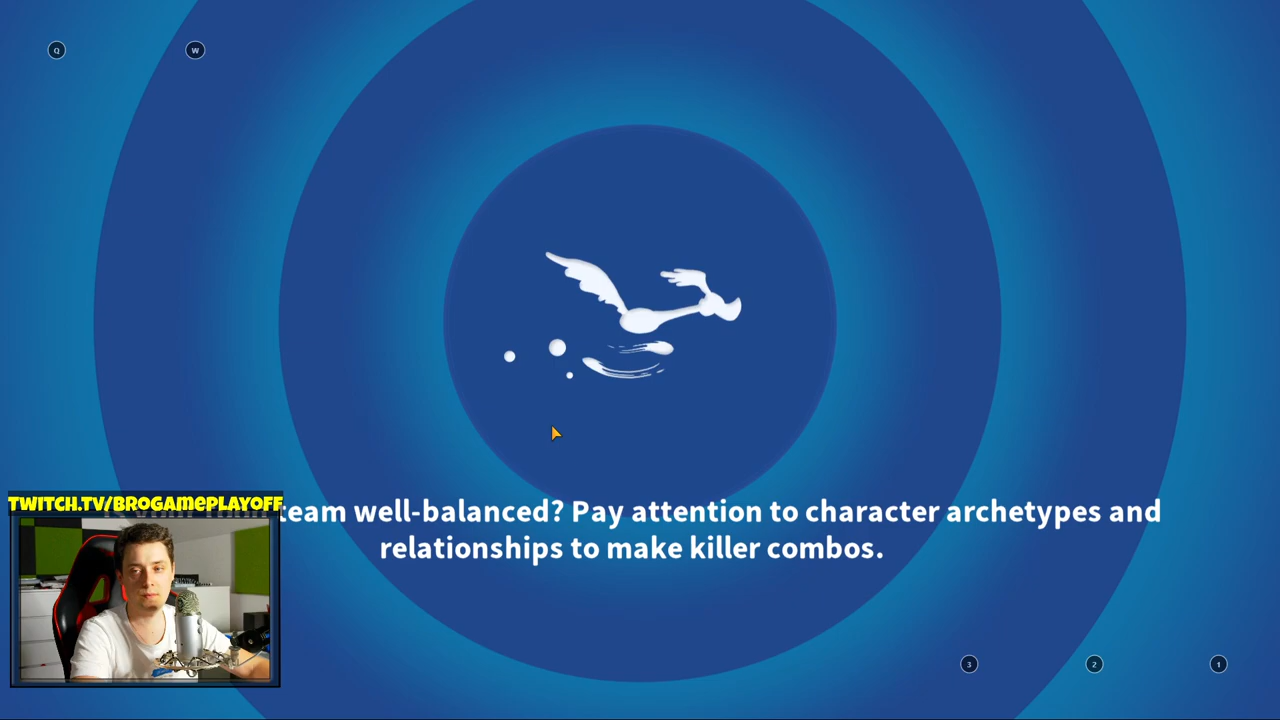 Q
W
TWITCH.TV/BROGAMEPLAYOFF
team well-balanced? Pay attention to character archetypes and
relationships to make killer combos.
3
2
1